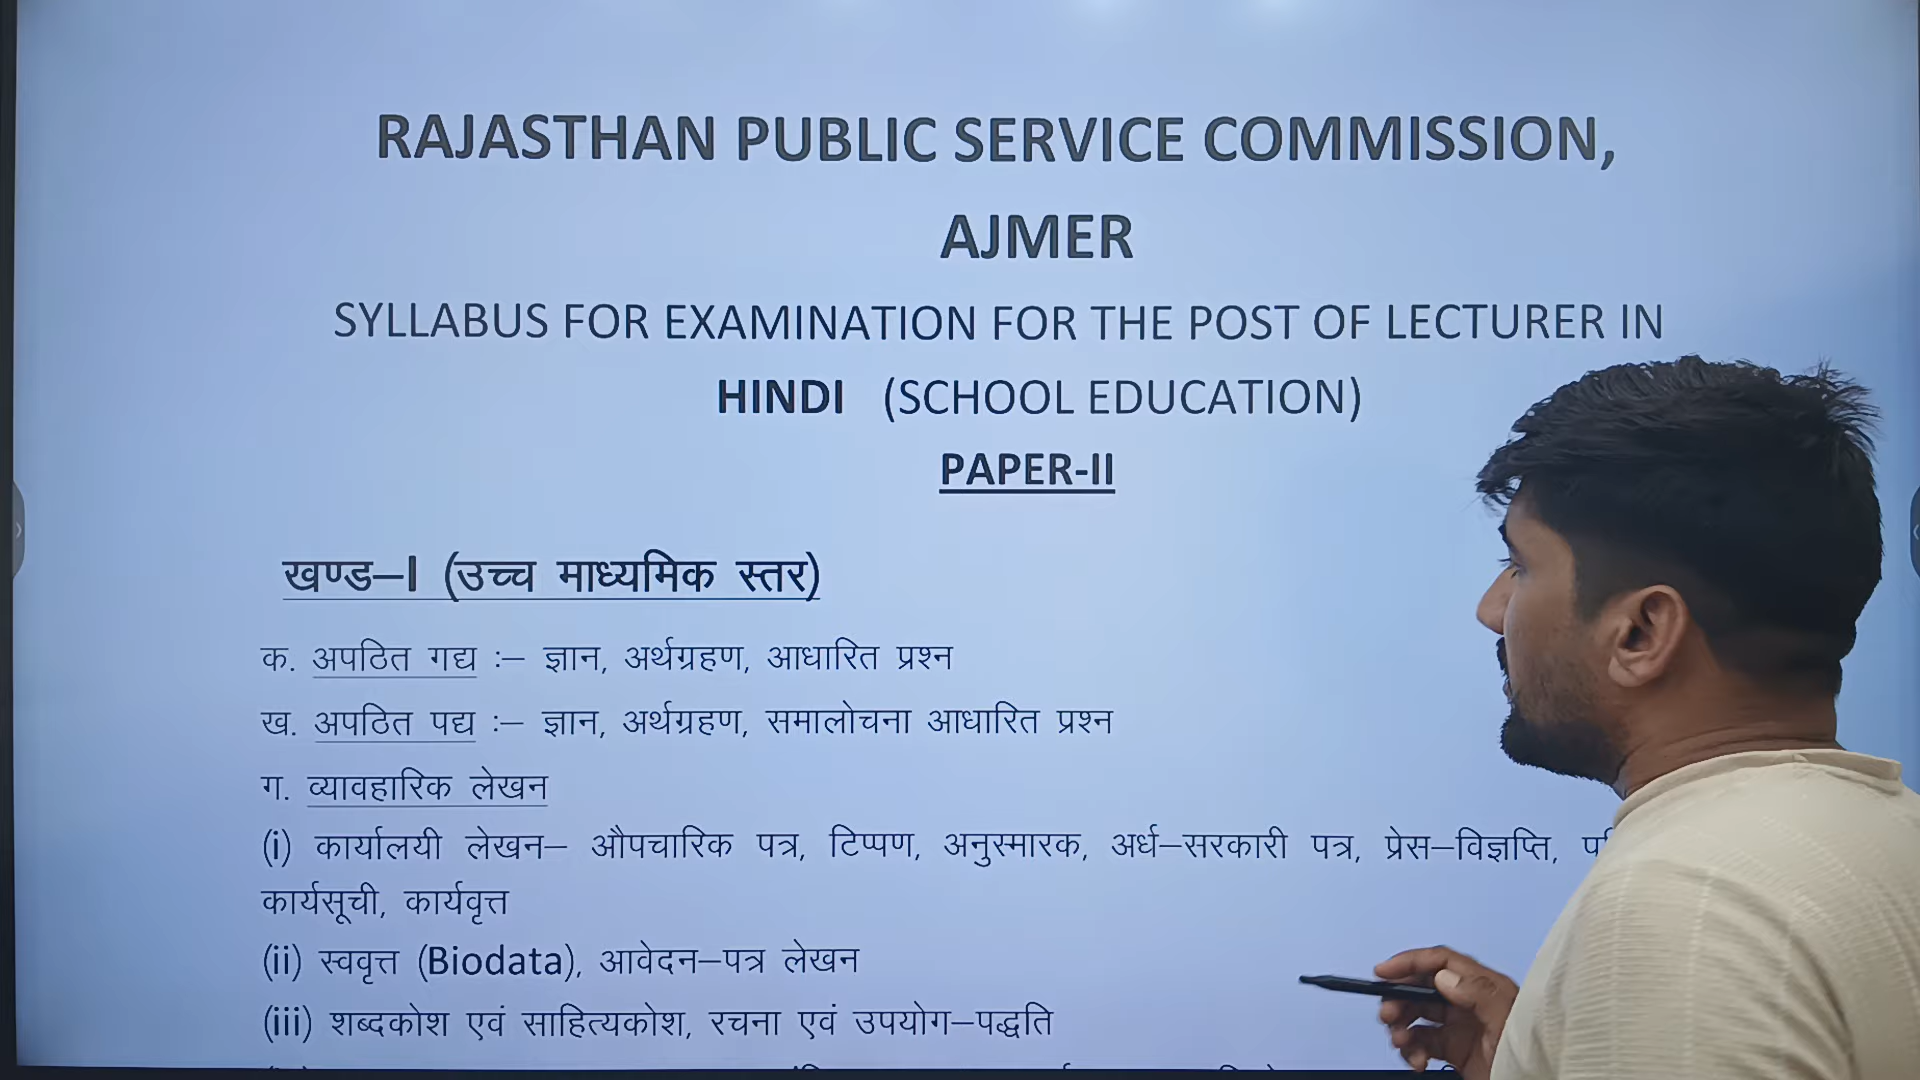 RAJASTHAN PUBLIC SERVICE COMMISSION,
AJMER
SYLLABUS FOR EXAMINATION FOR THE POST OF LECTURER IN
HINDI (SCHOOL EDUCATION)
PAPER-II
खण्ड–I (उच्च माध्यमिक स्तर)
क. अपठित गद्य :– ज्ञान, अर्थग्रहण, आधारित प्रश्न
ख. अपठित पद्य :– ज्ञान, अर्थग्रहण, समालोचना आधारित प्रश्न
ग. व्यावहारिक लेखन
(i) कार्यालयी लेखन– औपचारिक पत्र, टिप्पण, अनुस्मारक, अर्ध–सरकारी पत्र, प्रेस–विज्ञप्ति,
कार्यसूची, कार्यवृत्त
(ii) स्ववृत्त (Biodata), आवेदन–पत्र लेखन
(iii) शब्दकोश एवं साहित्यकोश, रचना एवं उपयोग–पद्धति